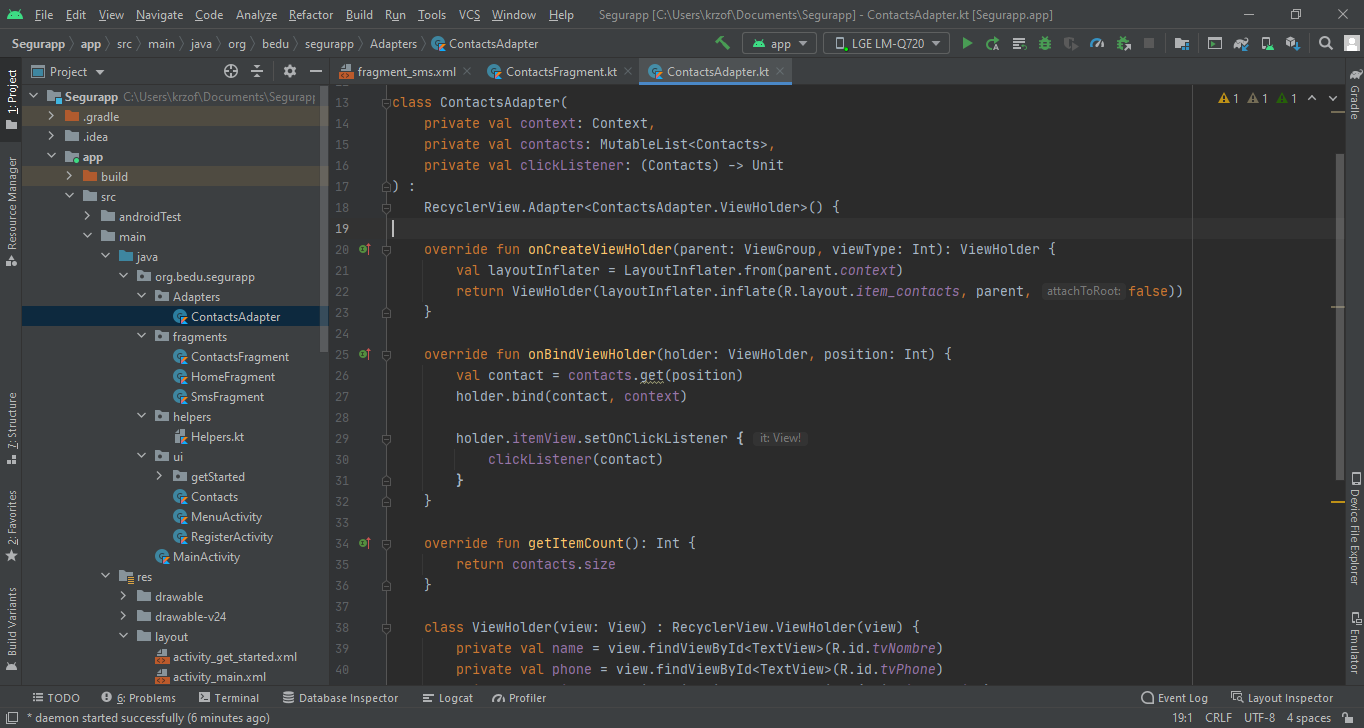 File Edit View Navigate Code Analyze Refactor Build Run Tools VCS Window Help Segurapp [C:\Users\krzof\Documents\Segurapp] - ContactsAdapter.kt [Segurapp.app]
Segurapp app src main java org bedu segurapp Adapters ContactsAdapter app LGE LM-Q720
Project fragment_sms.xml ContactsFragment.kt ContactsAdapter.kt
1: Project
Resource Manager
7: Structure
2: Favorites
Build Variants
Segurapp C:\Users\krzof\Documents\Segurapp
.gradle
.idea
app
build
src
androidTest
main
java
org.bedu.segurapp
Adapters
ContactsAdapter
fragments
ContactsFragment
HomeFragment
SmsFragment
helpers
Helpers.kt
ui
getStarted
Contacts
MenuActivity
RegisterActivity
MainActivity
res
drawable
drawable-v24
layout
activity_get_started.xml
activity_main.xml
1 1 1
13 class ContactsAdapter(
14 private val context: Context,
15 private val contacts: MutableList<Contacts>,
16 private val clickListener: (Contacts) -> Unit
17 ) :
18 RecyclerView.Adapter<ContactsAdapter.ViewHolder>() {
19
20 override fun onCreateViewHolder(parent: ViewGroup, viewType: Int): ViewHolder {
21 val layoutInflater = LayoutInflater.from(parent.context)
22 return ViewHolder(layoutInflater.inflate(R.layout.item_contacts, parent, attachToRoot: false))
23 }
24
25 override fun onBindViewHolder(holder: ViewHolder, position: Int) {
26 val contact = contacts.get(position)
27 holder.bind(contact, context)
28
29 holder.itemView.setOnClickListener { it: View!
30 clickListener(contact)
31 }
32 }
33
34 override fun getItemCount(): Int {
35 return contacts.size
36 }
37
38 class ViewHolder(view: View) : RecyclerView.ViewHolder(view) {
39 private val name = view.findViewById<TextView>(R.id.tvNombre)
40 private val phone = view.findViewById<TextView>(R.id.tvPhone)
Gradle
Device File Explorer
Emulator
TODO 6: Problems Terminal Database Inspector Logcat Profiler Event Log Layout Inspector
* daemon started successfully (6 minutes ago) 19:1 CRLF UTF-8 4 spaces